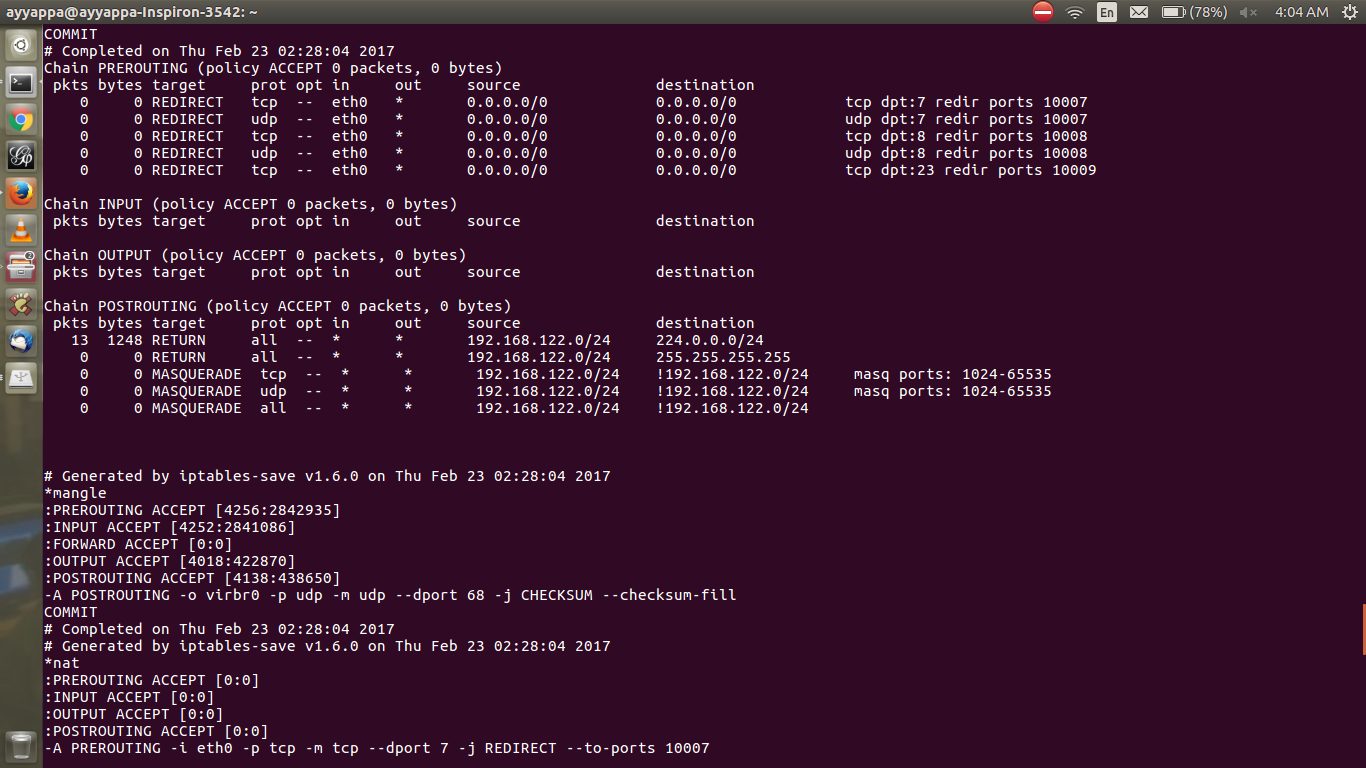 ayyappa@ayyappa-Inspiron-3542: ~ En (78%) 4:04 AM
COMMIT
# Completed on Thu Feb 23 02:28:04 2017
Chain PREROUTING (policy ACCEPT 0 packets, 0 bytes)
 pkts bytes target     prot opt in     out     source               destination
    0     0 REDIRECT   tcp  --  eth0   *       0.0.0.0/0            0.0.0.0/0            tcp dpt:7 redir ports 10007
    0     0 REDIRECT   udp  --  eth0   *       0.0.0.0/0            0.0.0.0/0            udp dpt:7 redir ports 10007
    0     0 REDIRECT   tcp  --  eth0   *       0.0.0.0/0            0.0.0.0/0            tcp dpt:8 redir ports 10008
    0     0 REDIRECT   udp  --  eth0   *       0.0.0.0/0            0.0.0.0/0            udp dpt:8 redir ports 10008
    0     0 REDIRECT   tcp  --  eth0   *       0.0.0.0/0            0.0.0.0/0            tcp dpt:23 redir ports 10009
Chain INPUT (policy ACCEPT 0 packets, 0 bytes)
 pkts bytes target     prot opt in     out     source               destination
Chain OUTPUT (policy ACCEPT 0 packets, 0 bytes)
 pkts bytes target     prot opt in     out     source               destination
Chain POSTROUTING (policy ACCEPT 0 packets, 0 bytes)
 pkts bytes target     prot opt in     out     source               destination
   13  1248 RETURN     all  --  *      *       192.168.122.0/24     224.0.0.0/24
    0     0 RETURN     all  --  *      *       192.168.122.0/24     255.255.255.255
    0     0 MASQUERADE  tcp  --  *      *       192.168.122.0/24    !192.168.122.0/24     masq ports: 1024-65535
    0     0 MASQUERADE  udp  --  *      *       192.168.122.0/24    !192.168.122.0/24     masq ports: 1024-65535
    0     0 MASQUERADE  all  --  *      *       192.168.122.0/24    !192.168.122.0/24
# Generated by iptables-save v1.6.0 on Thu Feb 23 02:28:04 2017
*mangle
:PREROUTING ACCEPT [4256:2842935]
:INPUT ACCEPT [4252:2841086]
:FORWARD ACCEPT [0:0]
:OUTPUT ACCEPT [4018:422870]
:POSTROUTING ACCEPT [4138:438650]
-A POSTROUTING -o virbr0 -p udp -m udp --dport 68 -j CHECKSUM --checksum-fill
COMMIT
# Completed on Thu Feb 23 02:28:04 2017
# Generated by iptables-save v1.6.0 on Thu Feb 23 02:28:04 2017
*nat
:PREROUTING ACCEPT [0:0]
:INPUT ACCEPT [0:0]
:OUTPUT ACCEPT [0:0]
:POSTROUTING ACCEPT [0:0]
-A PREROUTING -i eth0 -p tcp -m tcp --dport 7 -j REDIRECT --to-ports 10007